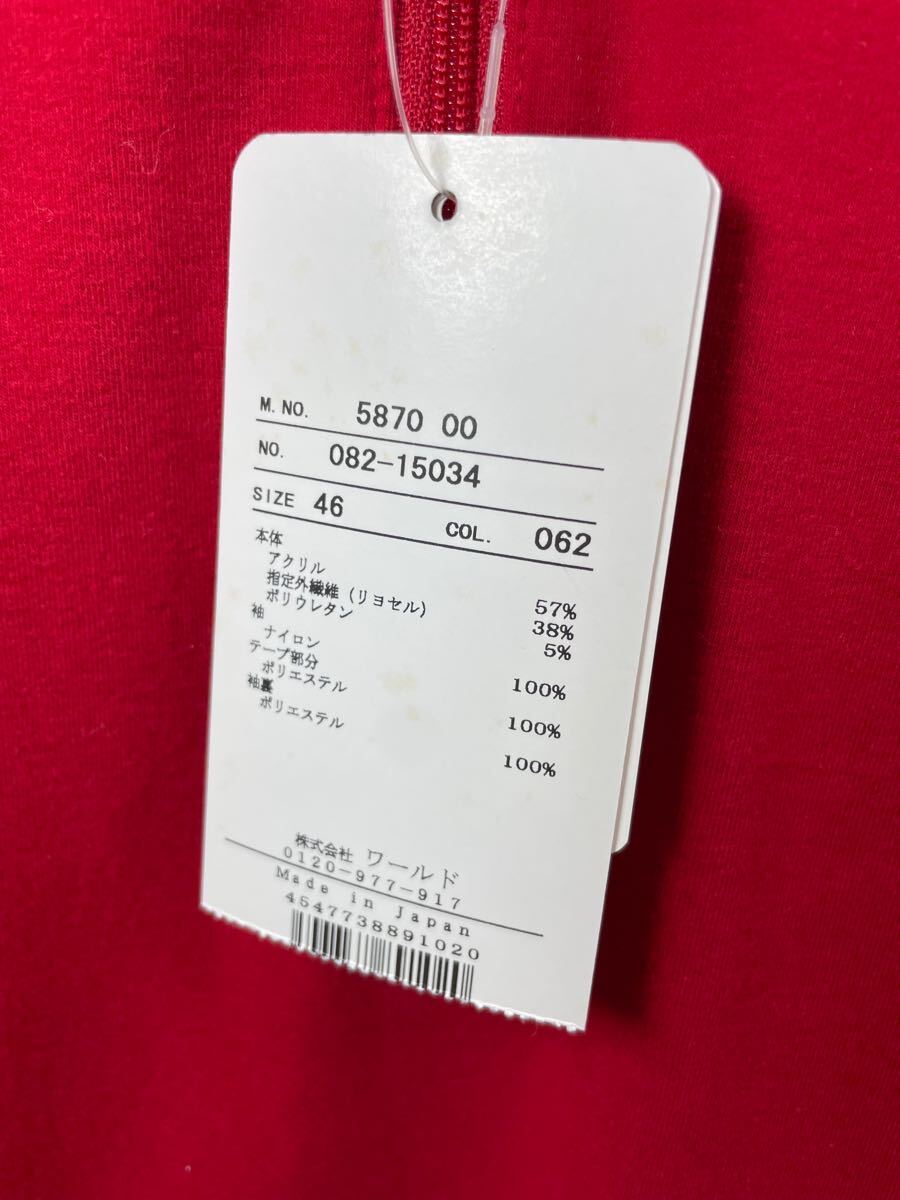 M. NO. 5870 00
NO. 082-15034
SIZE 46 COL. 062
本体
アクリル 57%
指定外繊維 (リヨセル) 38%
ポリウレタン 5%
袖
ナイロン 100%
テープ部分
ポリエステル 100%
袖裏
ポリエステル 100%
株式会社 ワールド
0120-977-917
Made in Japan
4547738891020